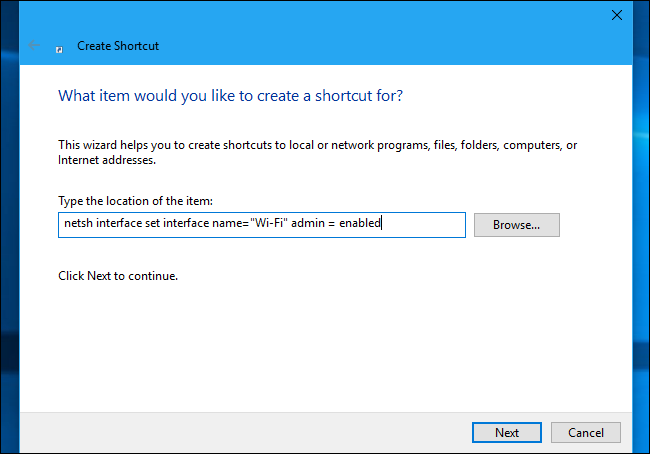 Create Shortcut
What item would you like to create a shortcut for?
This wizard helps you to create shortcuts to local or network programs, files, folders, computers, or
Internet addresses.
Type the location of the item:
netsh interface set interface name="Wi-Fi" admin = enabled
Browse...
Click Next to continue.
Next
Cancel